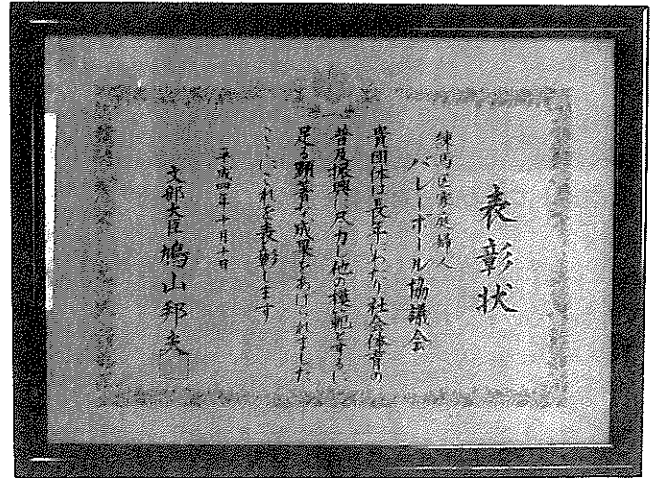 表彰状
練馬区家庭婦人
バレーボール協議会
貴団体は長年にわたり社会体育の
普及振興に尽力し他の模範とするに
足る顕著な成果をあげられました
ここにこれを表彰します
平成四年十月十日
文部大臣 鳩山邦夫